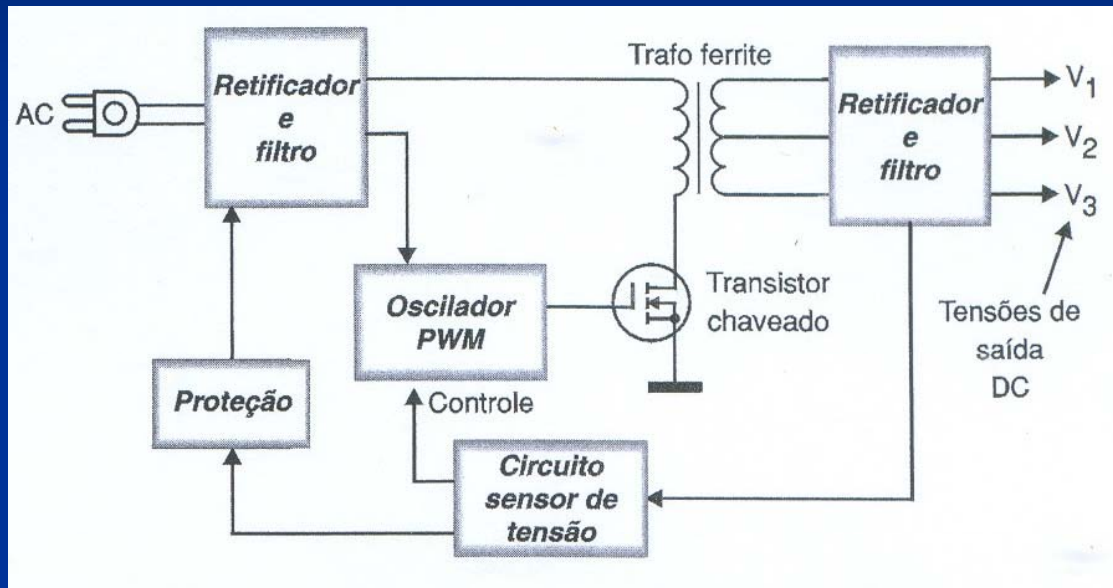 AC
Retificador
e
filtro
Trafo ferrite
Retificador
e
filtro
V1
V2
V3
Oscilador
PWM
Transistor
chaveado
Tensões de
saída
DC
Proteção
Controle
Circuito
sensor de
tensão